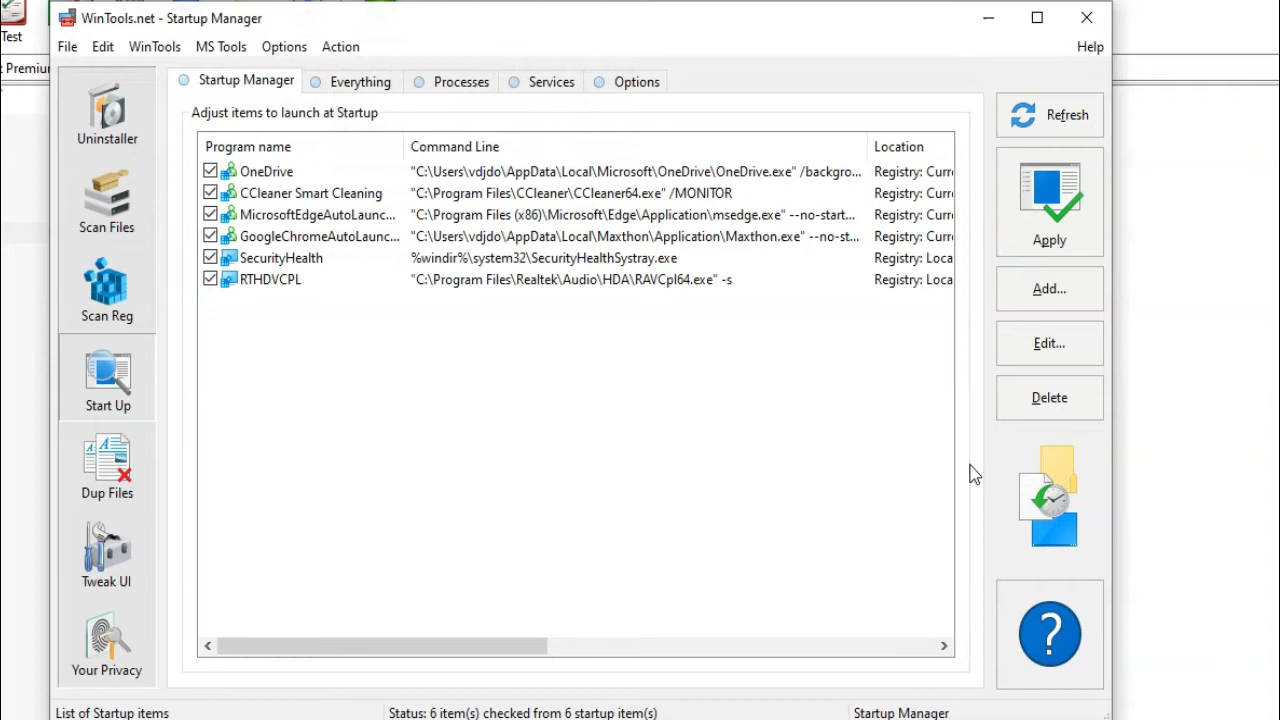 Test
t Premiun
WinTools.net - Startup Manager
File Edit WinTools MS Tools Options Action Help
Uninstaller
Scan Files
Scan Reg
Start Up
Dup Files
Tweak UI
Your Privacy
Startup Manager Everything Processes Services Options
Adjust items to launch at Startup
Program name Command Line Location
OneDrive "C:\Users\vdjdo\AppData\Local\Microsoft\OneDrive\OneDrive.exe" /backgro... Registry: Curre
CCleaner Smart Cleaning "C:\Program Files\CCleaner\CCleaner64.exe" /MONITOR Registry: Curre
MicrosoftEdgeAutoLaunc... "C:\Program Files (x86)\Microsoft\Edge\Application\msedge.exe" --no-start... Registry: Curre
GoogleChromeAutoLaunc... "C:\Users\vdjdo\AppData\Local\Maxthon\Application\Maxthon.exe" --no-st... Registry: Curre
SecurityHealth %windir%\system32\SecurityHealthSystray.exe Registry: Loca
RTHDVCPL "C:\Program Files\Realtek\Audio\HDA\RAVCpl64.exe" -s Registry: Loca
Refresh
Apply
Add...
Edit...
Delete
?
List of Startup items Status: 6 item(s) checked from 6 startup item(s) Startup Manager